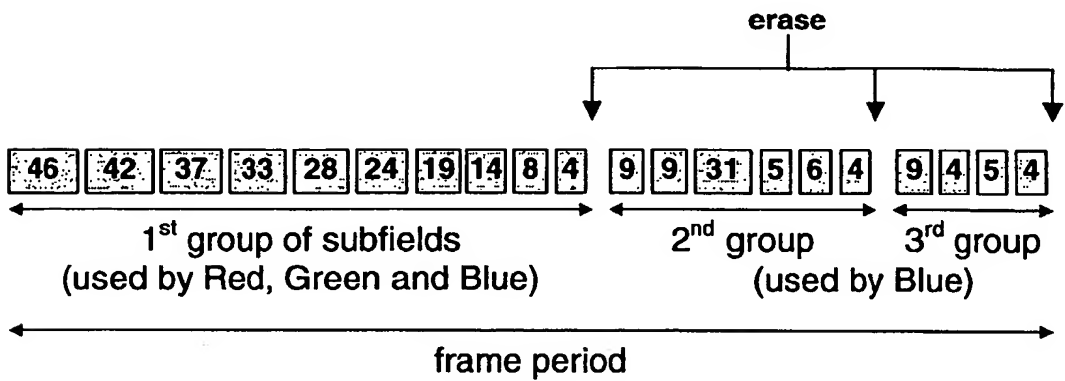 erase
46 42 37 33 28 24 19 14 8 4 9 9 31 5 6 4 9 4 5 4
1st group of subfields 2nd group 3rd group
(used by Red, Green and Blue) (used by Blue)
frame period